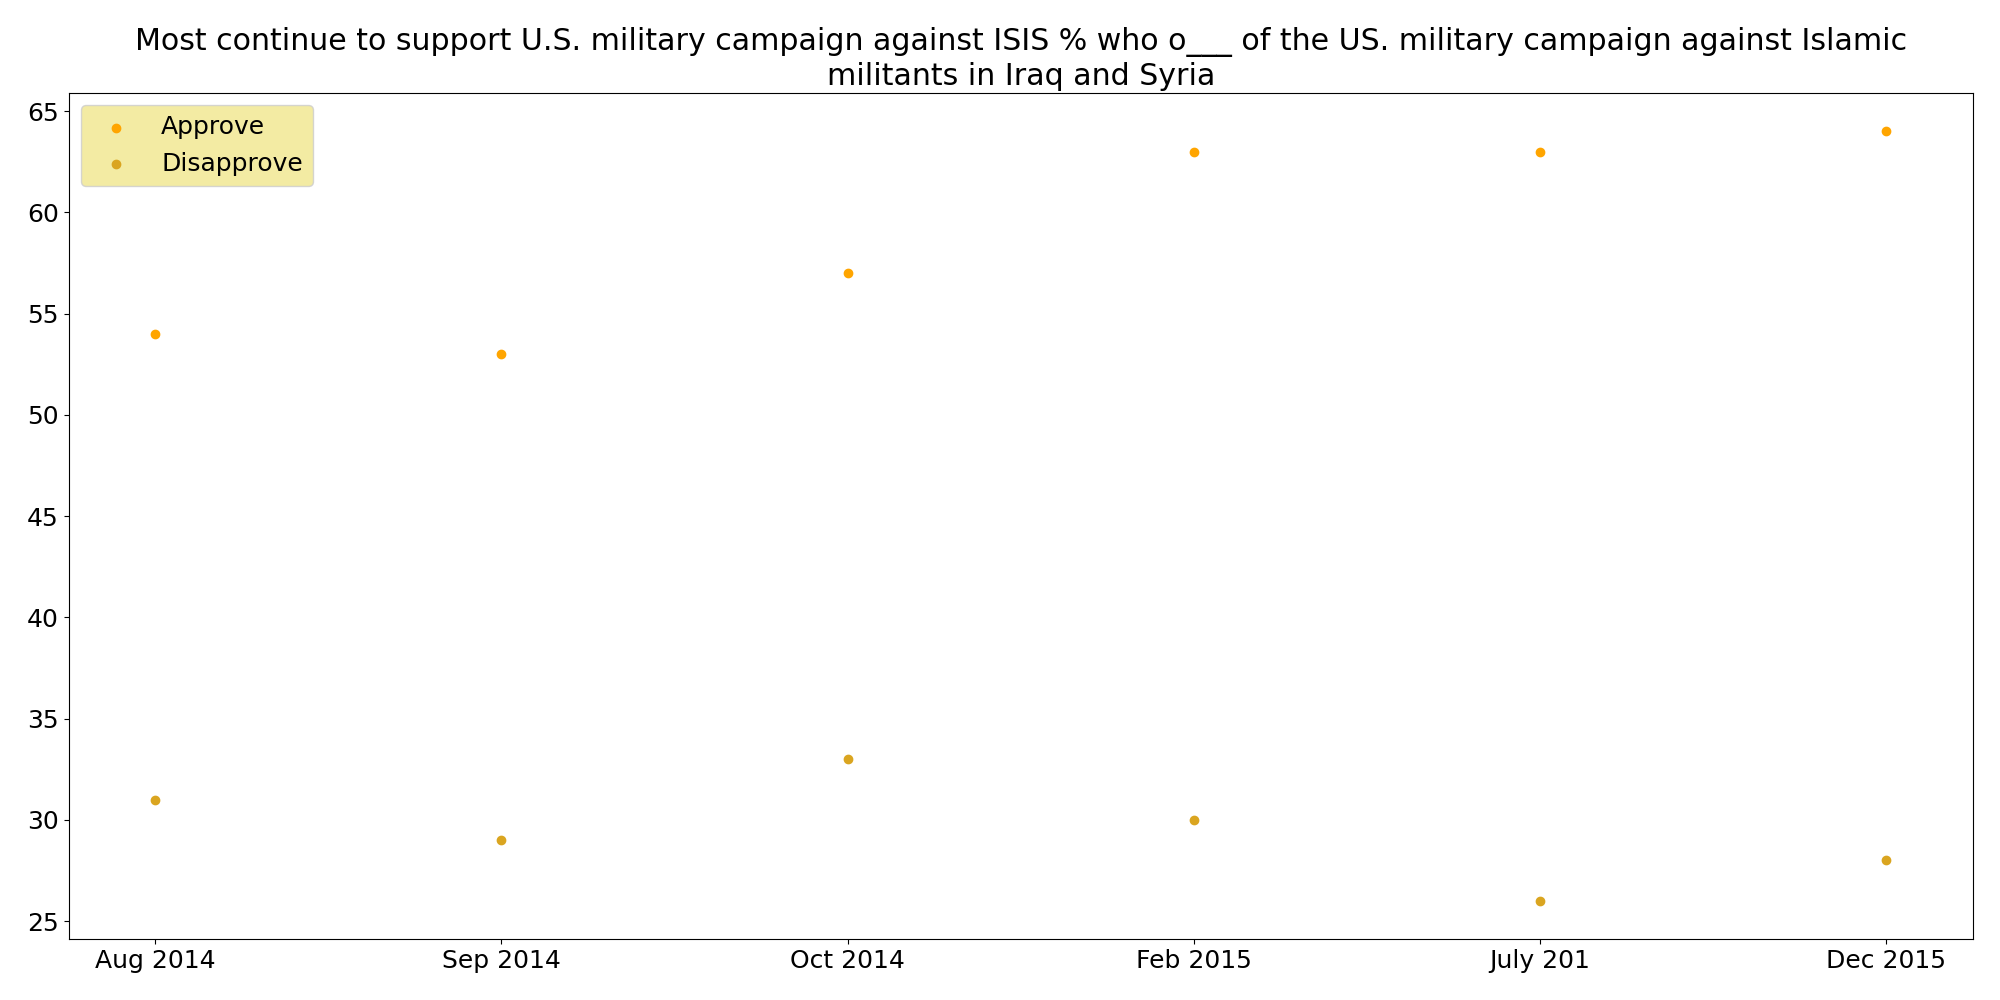 Most continue to support U.S. military campaign against ISIS % who o___ of the US. military campaign against Islamic
militants in Iraq and Syria
65
Approve
Disapprove
60
55
50
45
40
35
30
25
Aug 2014 Sep 2014 Oct 2014 Feb 2015 July 201 Dec 2015